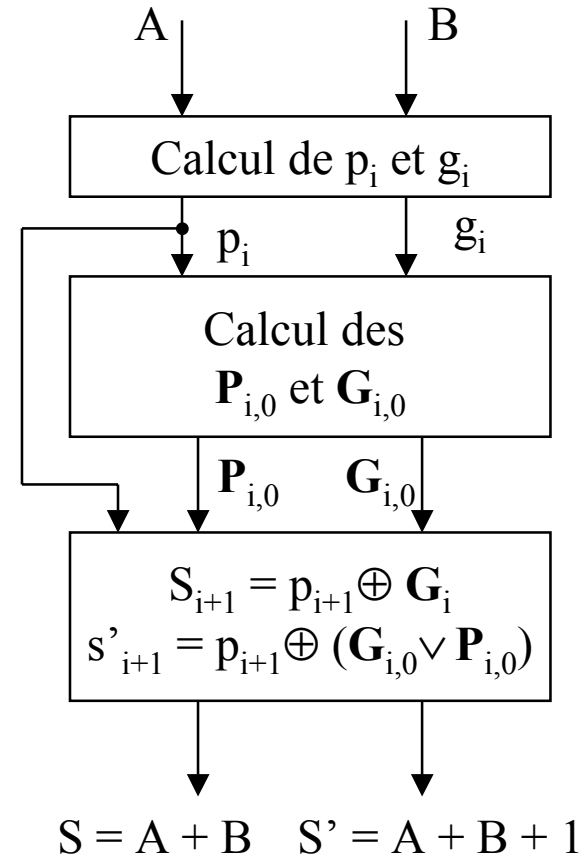 A B
Calcul de pᵢ et gᵢ
pᵢ gᵢ
Calcul des
Pᵢ,₀ et Gᵢ,₀
Pᵢ,₀ Gᵢ,₀
Sᵢ₊₁ = pᵢ₊₁⊕ Gᵢ
s’ᵢ₊₁ = pᵢ₊₁⊕ (Gᵢ,₀∨ Pᵢ,₀)
S = A + B S’ = A + B + 1